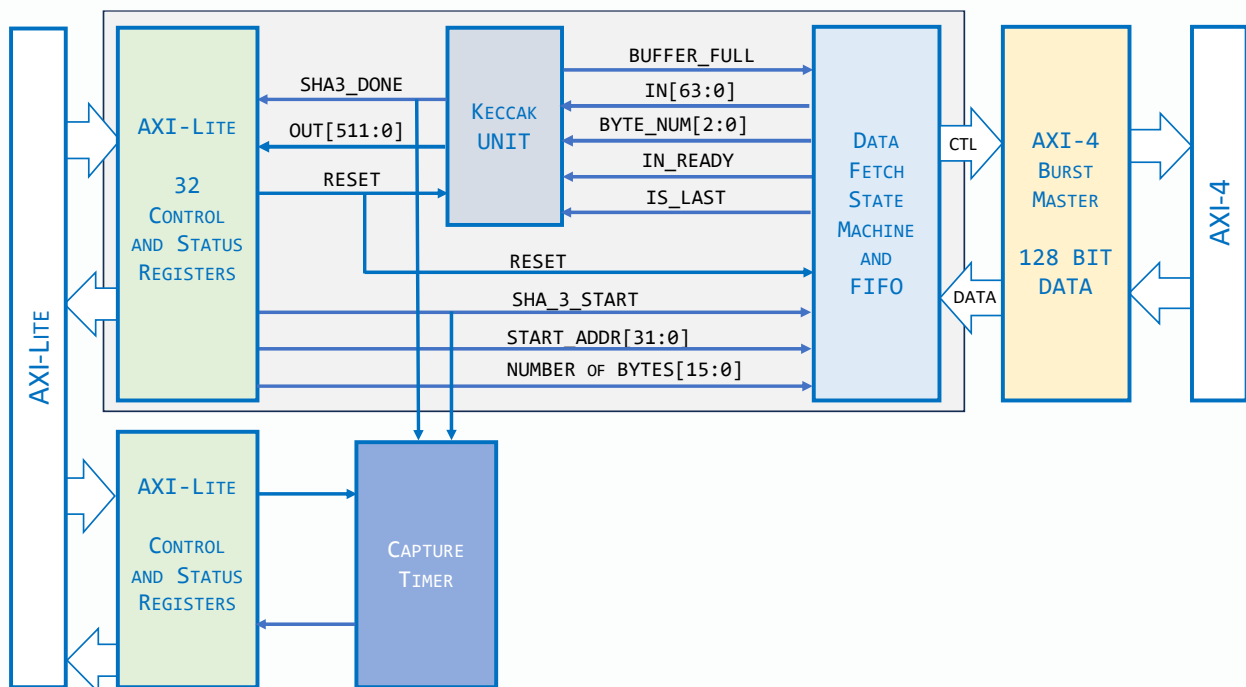 AXI-Lite
AXI-Lite
32
Control
and Status
Registers
SHA3_DONE
OUT[511:0]
RESET
Keccak
UNIT
BUFFER_FULL
IN[63:0]
BYTE_NUM[2:0]
IN_READY
IS_LAST
RESET
SHA_3_START
START_ADDR[31:0]
NUMBER OF BYTES[15:0]
Data
Fetch
State
Machine
and
FIFO
CTL
DATA
AXI-4
Burst
Master
128 BIT
DATA
AXI-4
AXI-Lite
Control
and Status
Registers
Capture
Timer